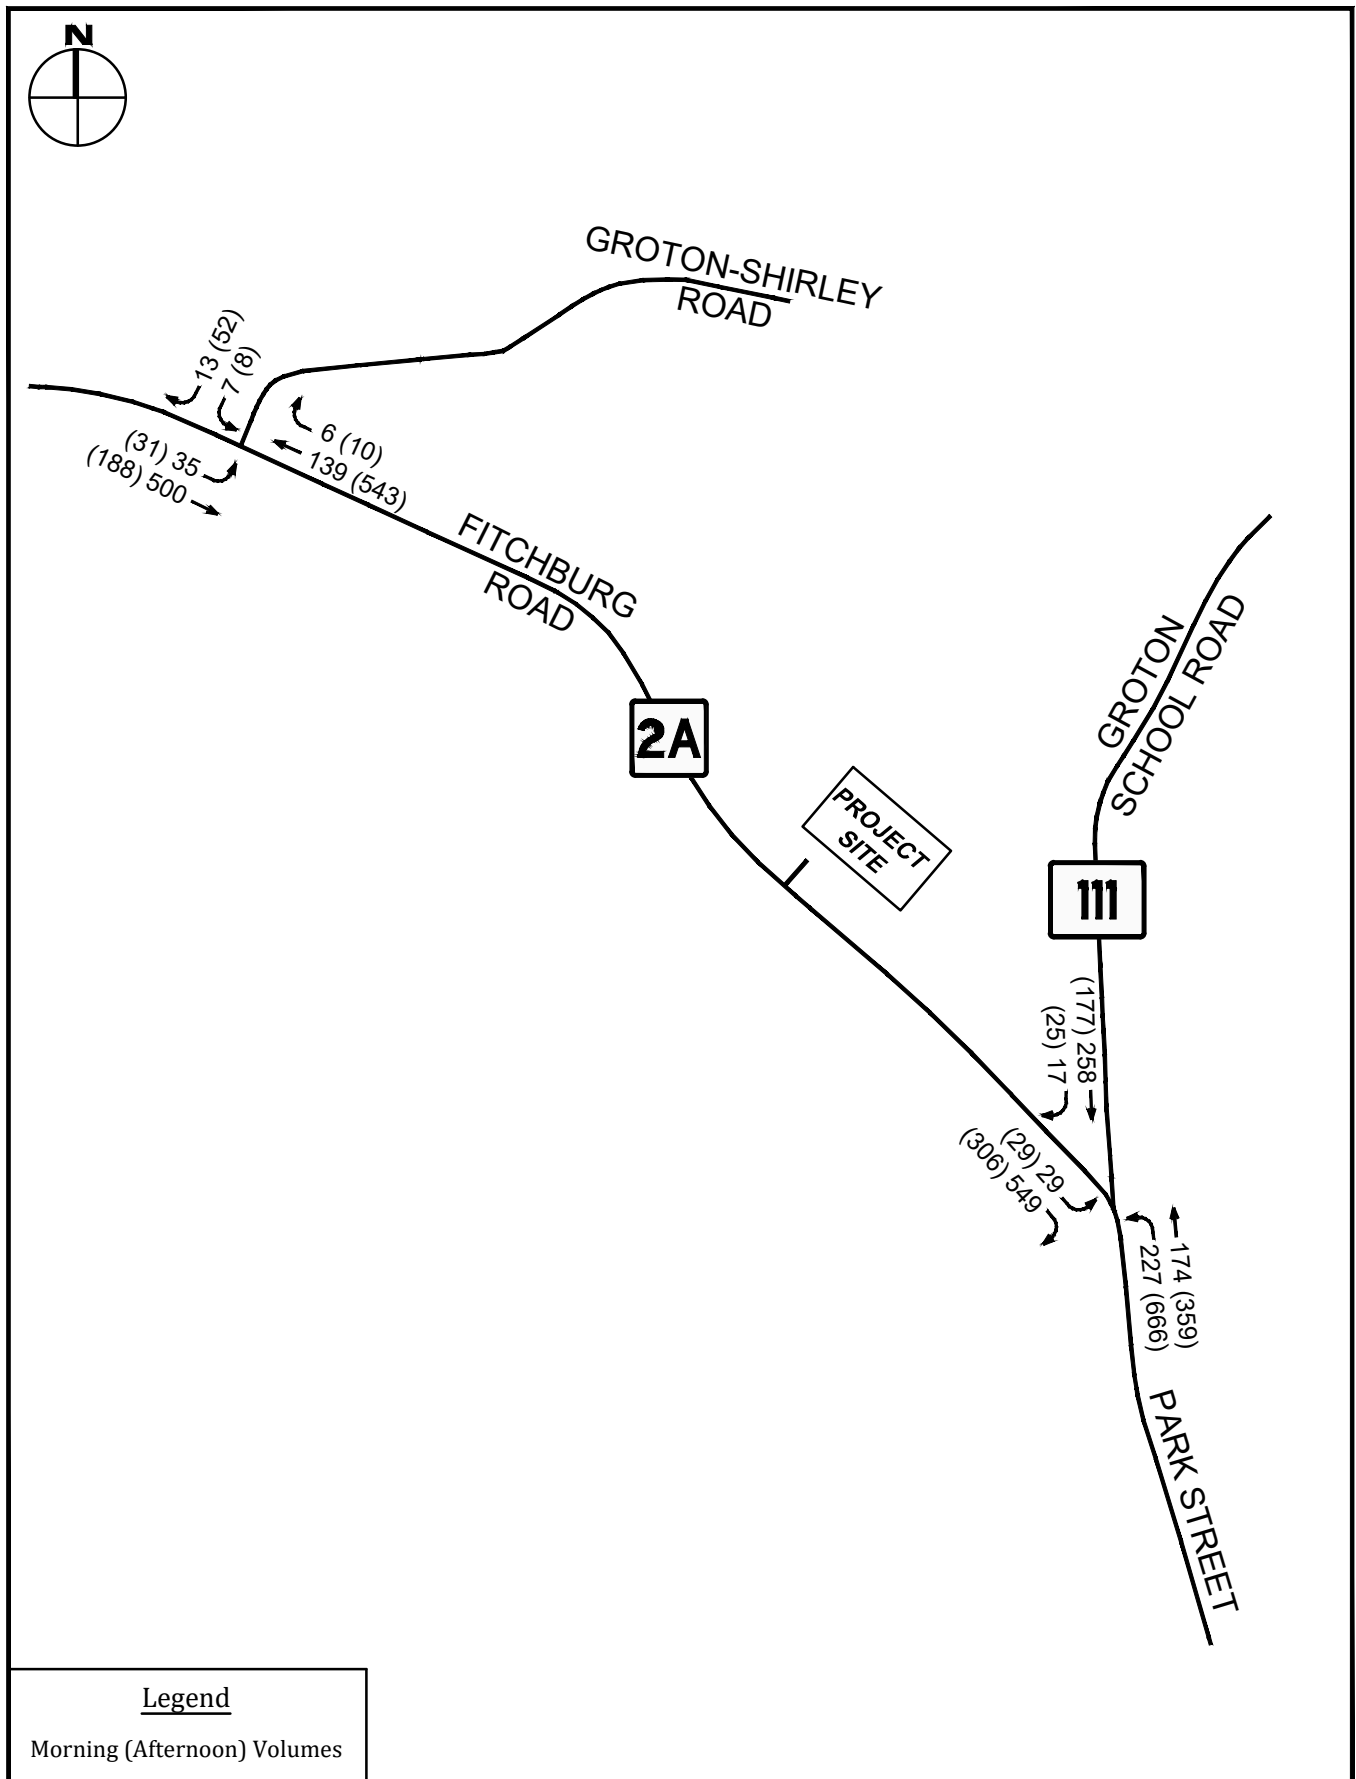 N
GROTON-SHIRLEY
ROAD
13 (52)
7 (8)
6 (10)
139 (543)
(31) 35
(188) 500
FITCHBURG
ROAD
GROTON
SCHOOL ROAD
2A
PROJECT
SITE
111
(177) 258
(25) 17
(29) 29
(306) 549
174 (359)
227 (666)
PARK STREET
Legend
Morning (Afternoon) Volumes